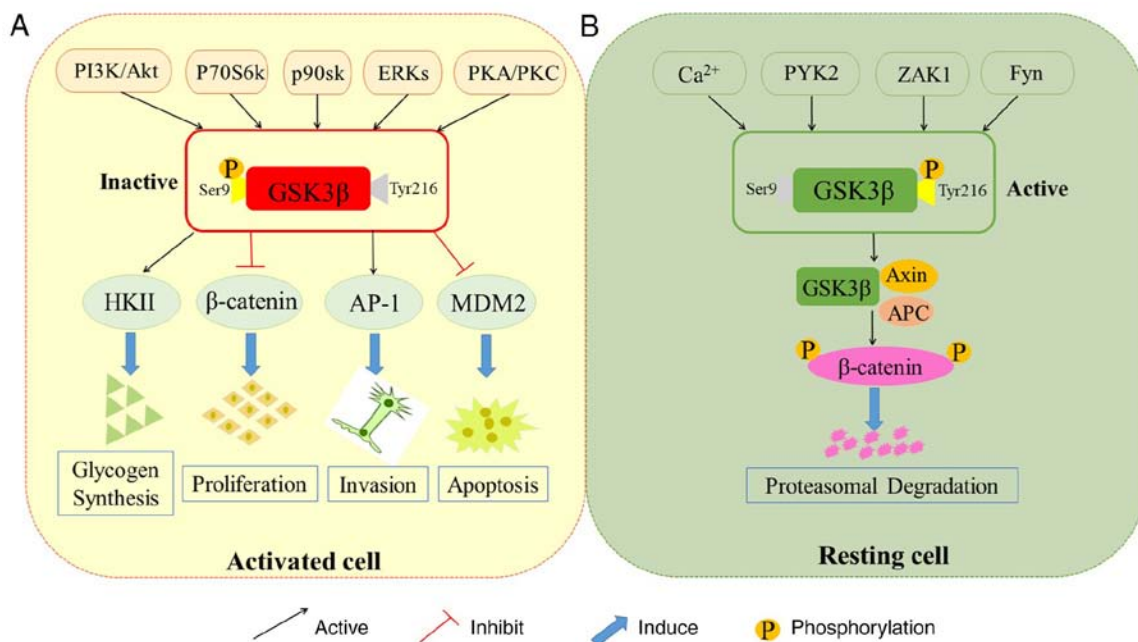 A
PI3K/Akt
P70S6k
p90sk
ERKs
PKA/PKC
Inactive
P
Ser9
GSK3β
Tyr216
HKII
β-catenin
AP-1
MDM2
Glycogen
Synthesis
Proliferation
Invasion
Apoptosis
Activated cell
B
Ca²⁺
PYK2
ZAK1
Fyn
P
Ser9
GSK3β
Tyr216
Active
GSK3β
Axin
APC
P
β-catenin
P
Proteasomal Degradation
Resting cell
Active
Inhibit
Induce
P
Phosphorylation